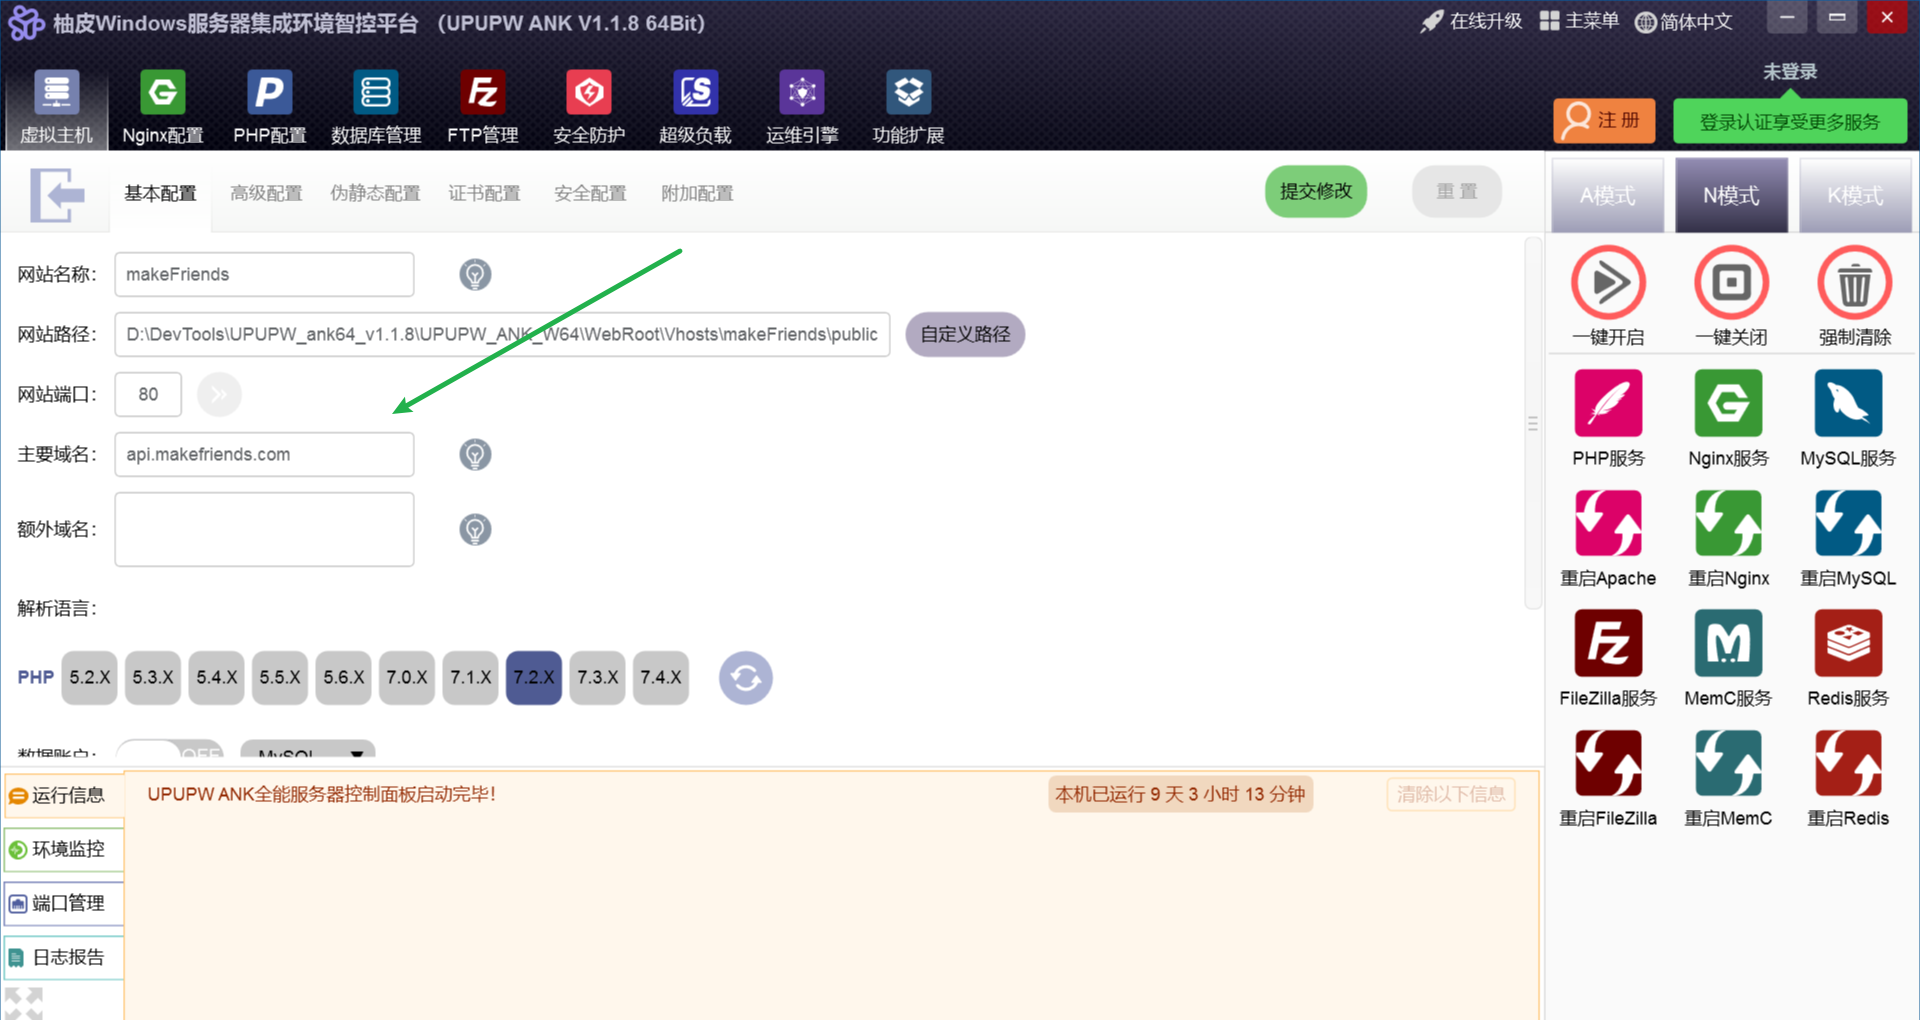 柚皮Windows服务器集成环境智控平台 (UPUPW ANK V1.1.8 64Bit)
在线升级 主菜单 简体中文
虚拟主机 Nginx配置 PHP配置 数据库管理 FTP管理 安全防护 超级负载 运维引擎 功能扩展
未登录
注 册 登录认证享受更多服务
基本配置 高级配置 伪静态配置 证书配置 安全配置 附加配置 提交修改 重 置
A模式 N模式 K模式
网站名称: makeFriends
网站路径: D:\DevTools\UPUPW_ank64_v1.1.8\UPUPW_ANK_W64\WebRoot\Vhosts\makeFriends\public 自定义路径
网站端口: 80
主要域名: api.makefriends.com
额外域名:
解析语言:
PHP 5.2.X 5.3.X 5.4.X 5.5.X 5.6.X 7.0.X 7.1.X 7.2.X 7.3.X 7.4.X
数据账户: OFF MySQL
一键开启 一键关闭 强制清除
PHP服务 Nginx服务 MySQL服务
重启Apache 重启Nginx 重启MySQL
FileZilla服务 MemC服务 Redis服务
重启FileZilla 重启MemC 重启Redis
运行信息
环境监控
端口管理
日志报告
UPUPW ANK全能服务器控制面板启动完毕!
本机已运行 9 天 3 小时 13 分钟
清除以下信息